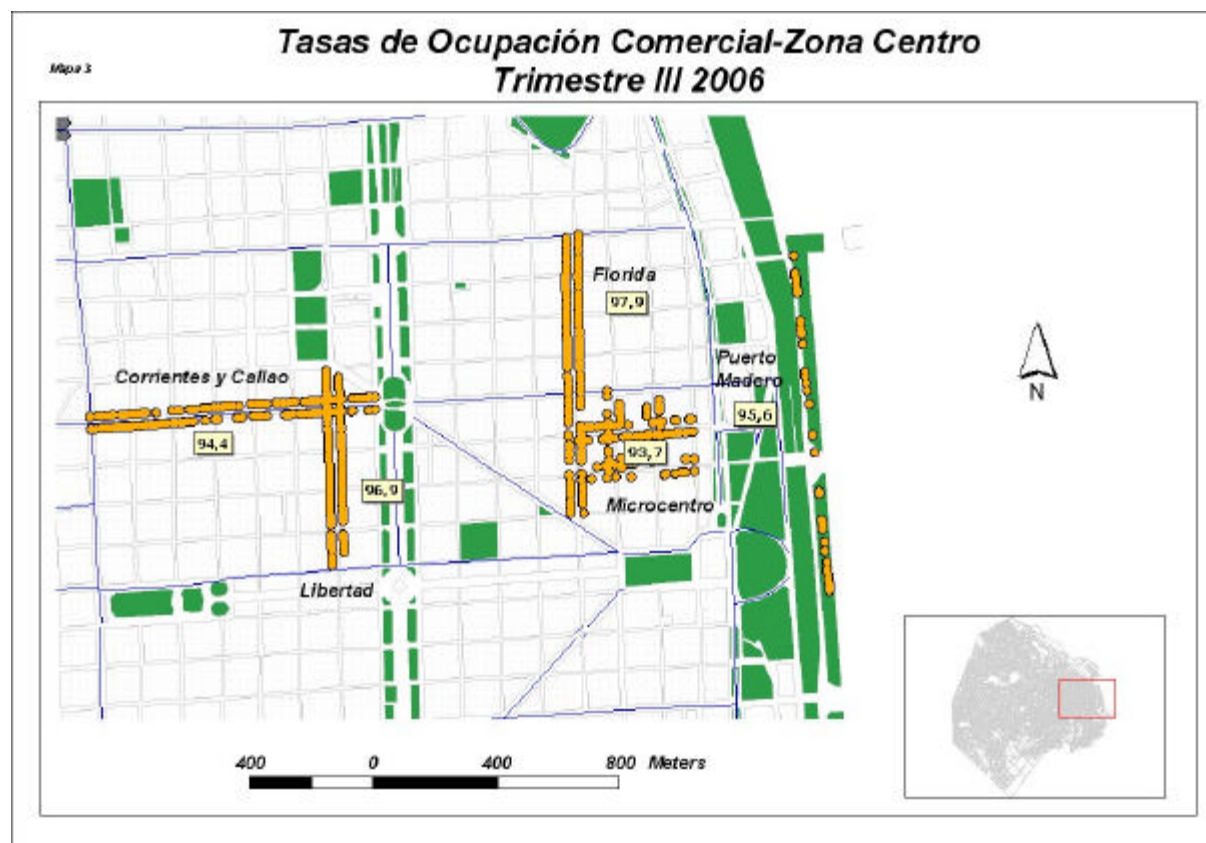 Tasas de Ocupación Comercial-Zona Centro
Trimestre III 2006
Mapa 3
Florida
97,9
Puerto
Madero
95,6
Corrientes y Callao
94,4
96,9
93,7
Microcentro
Libertad
N
400 0 400 800 Meters